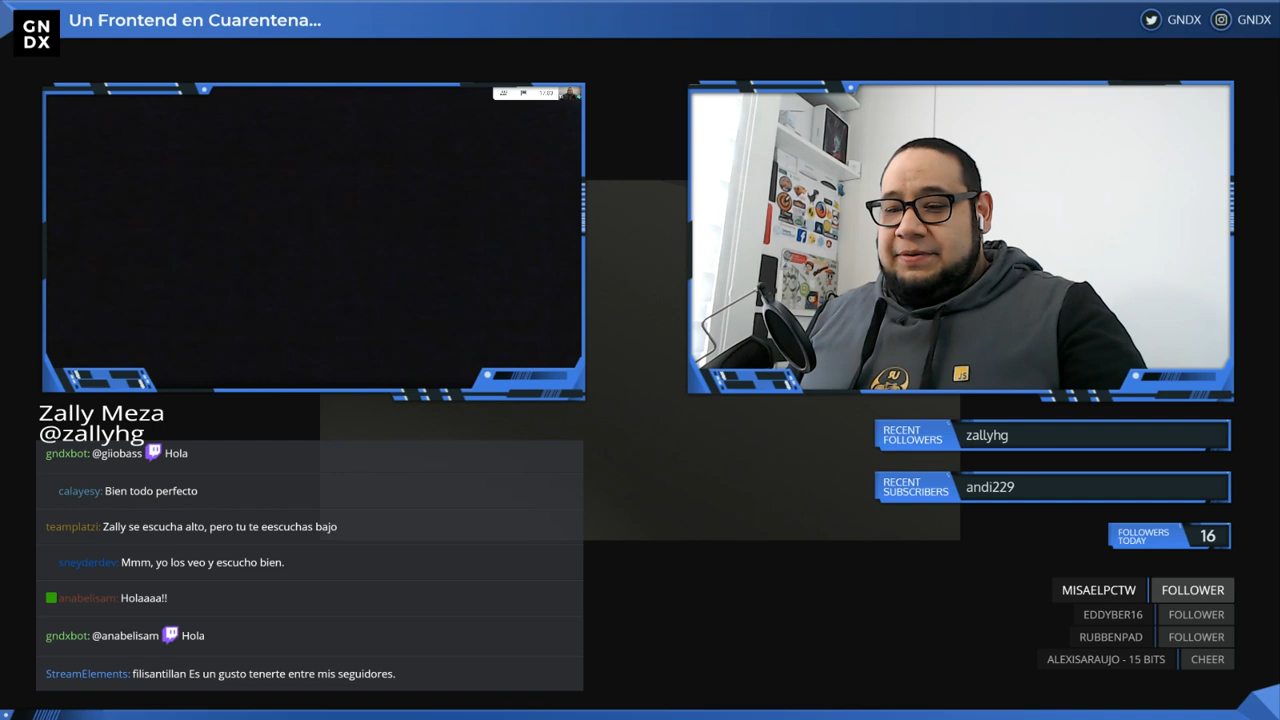 GN
DX
Un Frontend en Cuarentena...
GNDX
GNDX
Zally Meza
@zallyhg
gndxbot: @giiobass Hola
calayesy: Bien todo perfecto
teamplatzi: Zally se escucha alto, pero tu te eescuchas bajo
sneyderdev: Mmm, yo los veo y escucho bien.
anabelisam: Holaaaa!!
gndxbot: @anabelisam Hola
StreamElements: filisantillan Es un gusto tenerte entre mis seguidores.
JS
RECENT
FOLLOWERS
zallyhg
RECENT
SUBSCRIBERS
andi229
FOLLOWERS
TODAY
16
MISAELPCTW FOLLOWER
EDDYBER16 FOLLOWER
RUBBENPAD FOLLOWER
ALEXISARAUJO - 15 BITS CHEER